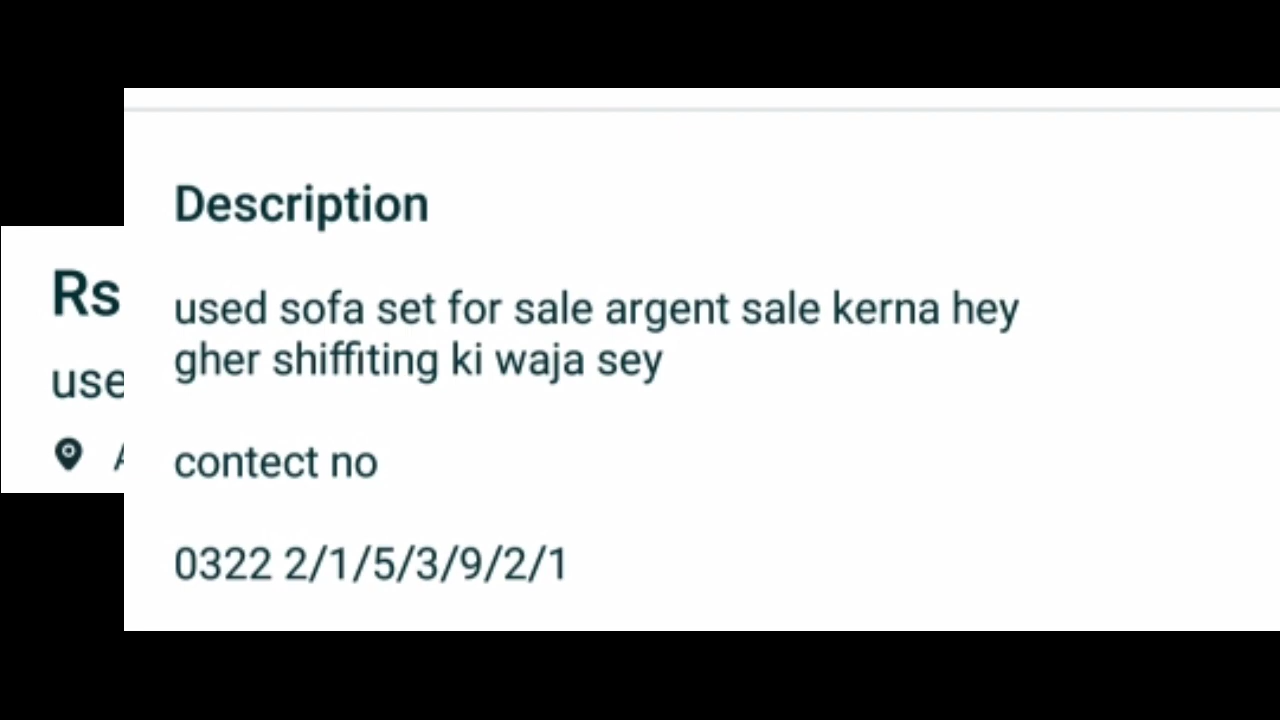 Description
used sofa set for sale argent sale kerna hey
gher shiffiting ki waja sey
contect no
0322 2/1/5/3/9/2/1
Rs